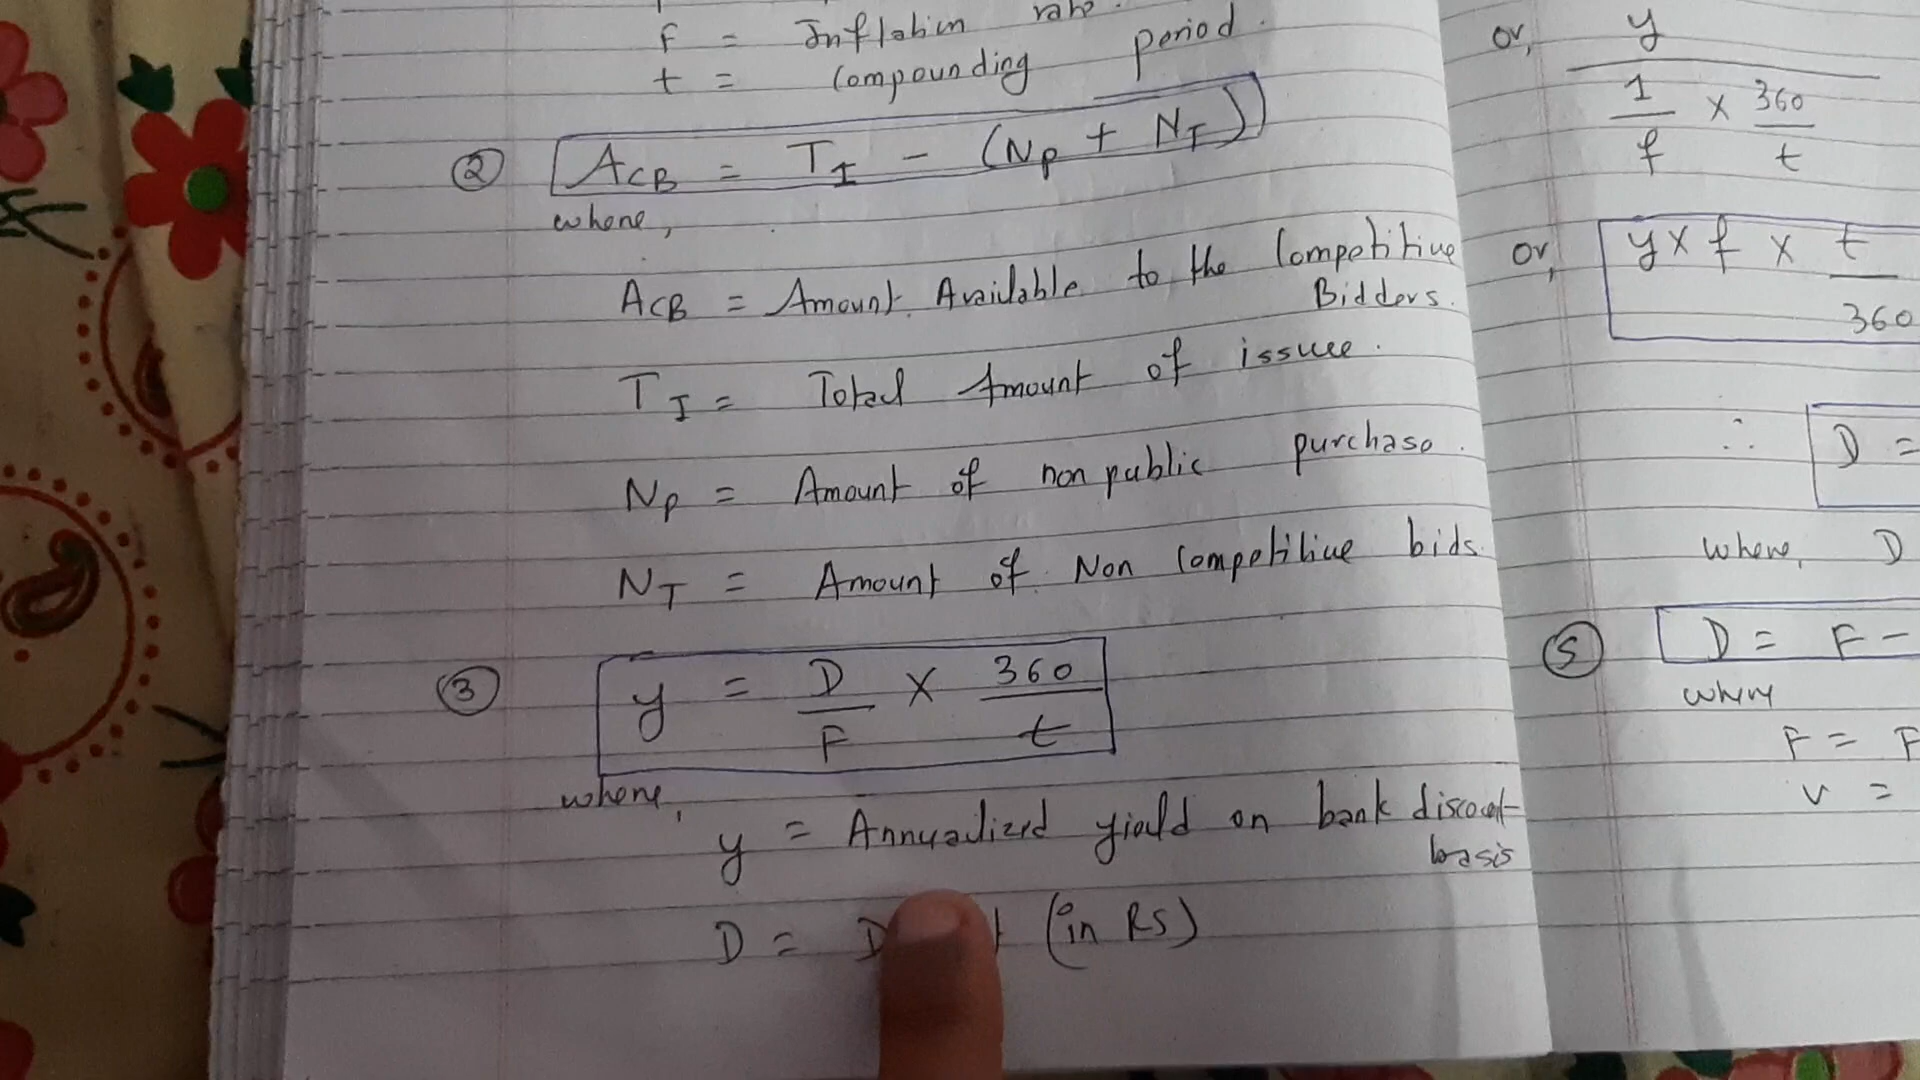 F = Inflation rate.
t = Compounding period.
② ACB = TI - (NP + NT)
where,
ACB = Amount Available to the Competitive
Bidders.
TI = Total Amount of issuee.
NP = Amount of non public purchase.
NT = Amount of Non Competitive bids.
③ y = D/F × 360/t
where,
y = Annualized yield on bank discount
basis
D = (in RS)
or, y
1/f × 360/t
or, y × f × t/360
∴ D =
where, D
⑤ D = F -
where
F = F
v =